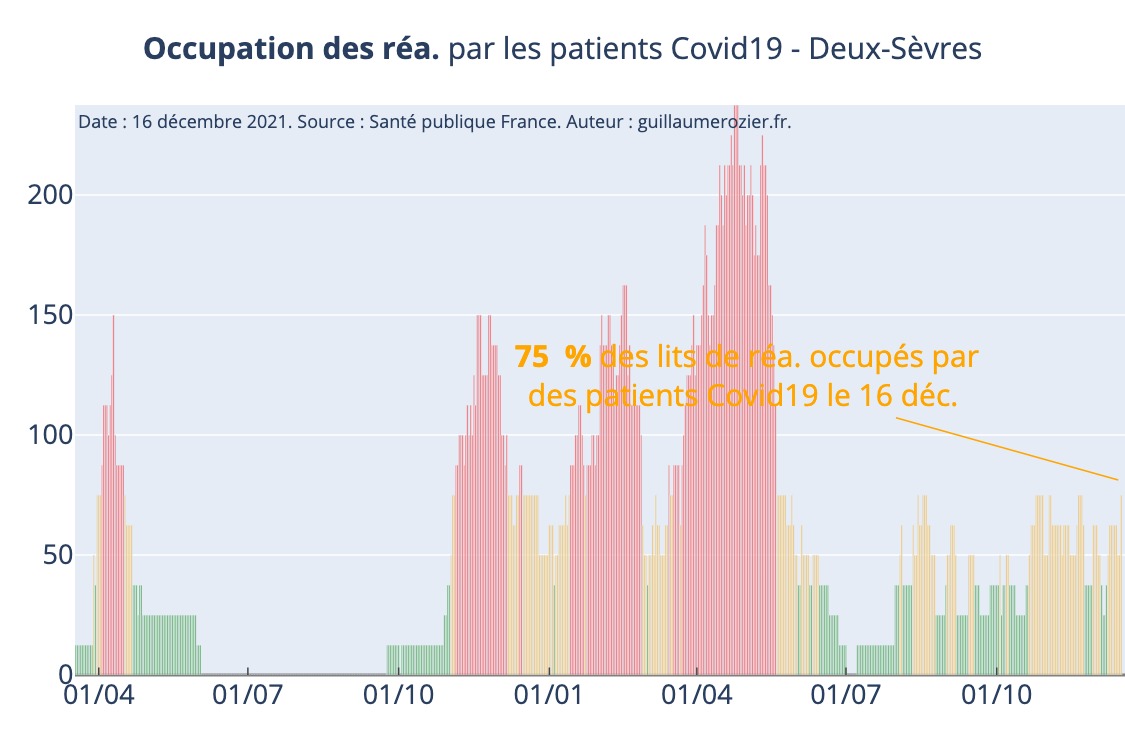 Occupation des réa. par les patients Covid19 - Deux-Sèvres
Date : 16 décembre 2021. Source : Santé publique France. Auteur : guillaumerozier.fr.
200
150
75 % des lits de réa. occupés par
des patients Covid19 le 16 déc.
100
50
0
01/04 01/07 01/10 01/01 01/04 01/07 01/10